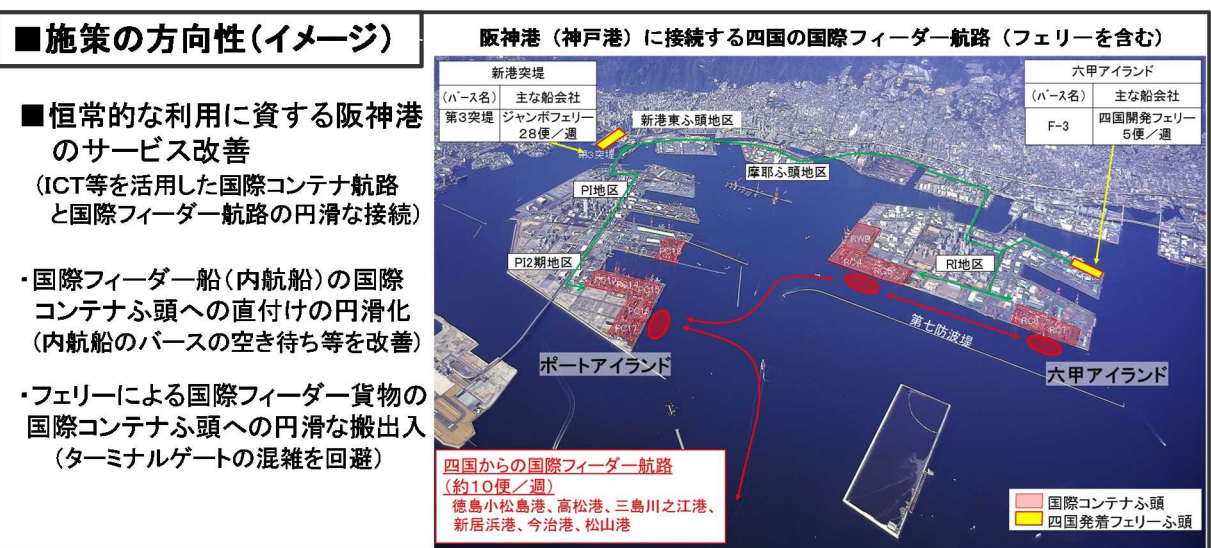 ■施策の方向性(イメージ)
■恒常的な利用に資する阪神港
のサービス改善
(ICT等を活用した国際コンテナ航路
と国際フィーダー航路の円滑な接続)
・国際フィーダー船(内航船)の国際
コンテナふ頭への直付けの円滑化
(内航船のバースの空き待ち等を改善)
・フェリーによる国際フィーダー貨物の
国際コンテナふ頭への円滑な搬出入
(ターミナルゲートの混雑を回避)
阪神港(神戸港)に接続する四国の国際フィーダー航路(フェリーを含む)
新港突堤
(バース名) 主な船会社
第3突堤 ジャンボフェリー
28便/週
六甲アイランド
(バース名) 主な船会社
F-3 四国開発フェリー
5便/週
第3突堤
新港東ふ頭地区
摩耶ふ頭地区
PI地区
PI2期地区
RI地区
PC18
PC13
PC14
PC15
PC16
PC17
RWB
RC4
RC5
RC6
RC7
第七防波堤
ポートアイランド
六甲アイランド
四国からの国際フィーダー航路
(約10便/週)
徳島小松島港、高松港、三島川之江港、
新居浜港、今治港、松山港
国際コンテナふ頭
四国発着フェリーふ頭